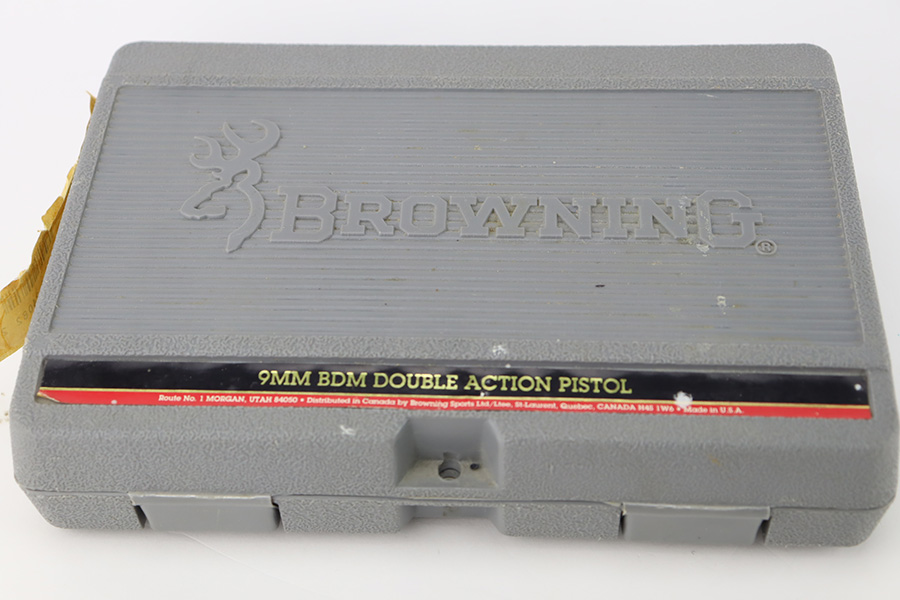 BROWNING®
9MM BDM DOUBLE ACTION PISTOL
Route No. 1 MORGAN, UTAH 84050 • Distributed in Canada by Browning Sports Ltd/Ltee, St-Laurent, Quebec, CANADA H4S 1W6 • Made in U.S.A.